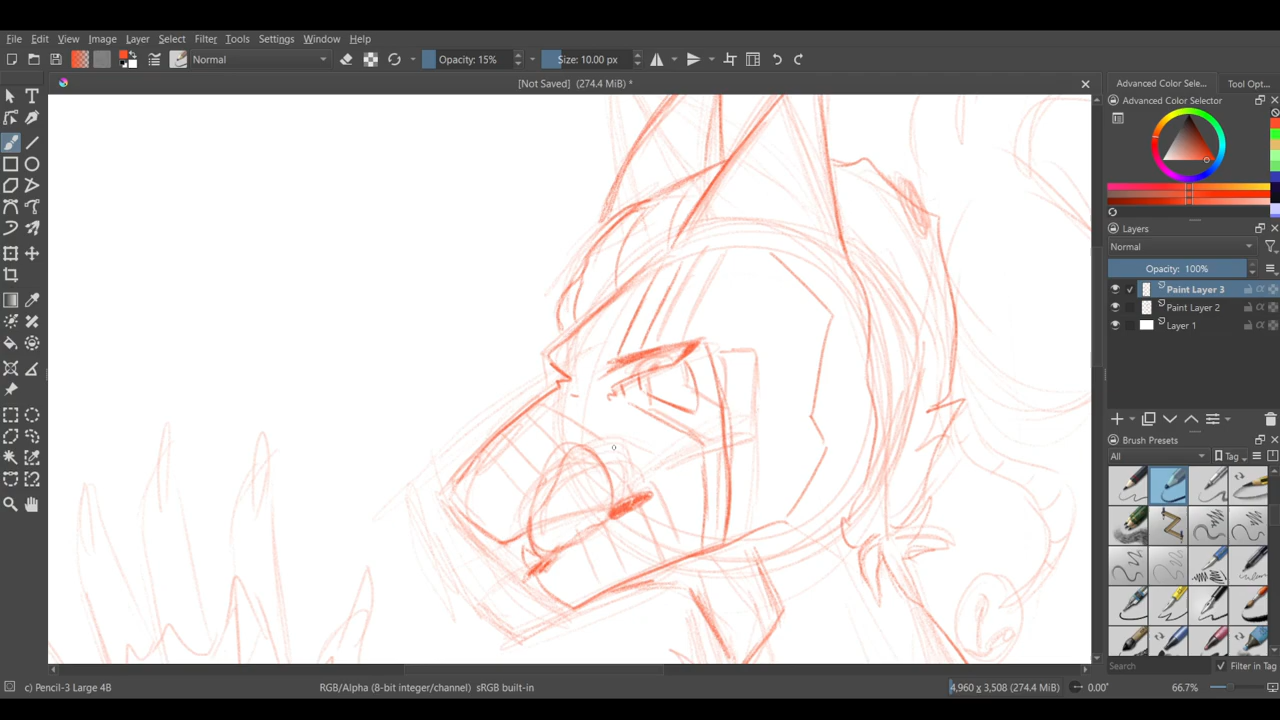 File Edit View Image Layer Select Filter Tools Settings Window Help
Normal
Opacity: 15%
Size: 10.00 px
[Not Saved] (274.4 MiB) *
Advanced Color Sele...
Tool Opt...
Advanced Color Selector
Layers
Normal
Opacity: 100%
Paint Layer 3
Paint Layer 2
Layer 1
Brush Presets
All
Tag
Search
Filter in Tag
c) Pencil-3 Large 4B
RGB/Alpha (8-bit integer/channel) sRGB built-in
4,960 x 3,508 (274.4 MiB)
0.00°
66.7%